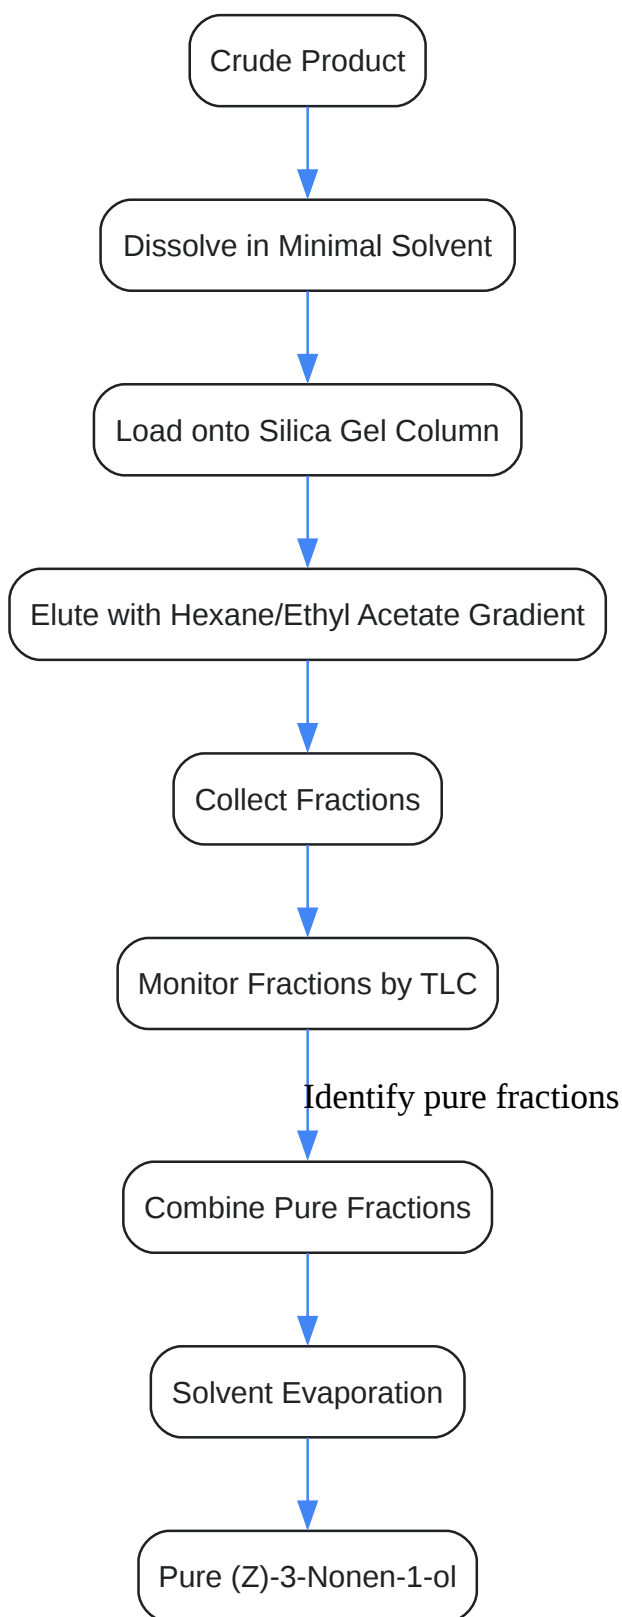 Crude Product
Dissolve in Minimal Solvent
Load onto Silica Gel Column
Elute with Hexane/Ethyl Acetate Gradient
Collect Fractions
Monitor Fractions by TLC
Identify pure fractions
Combine Pure Fractions
Solvent Evaporation
Pure (Z)-3-Nonen-1-ol